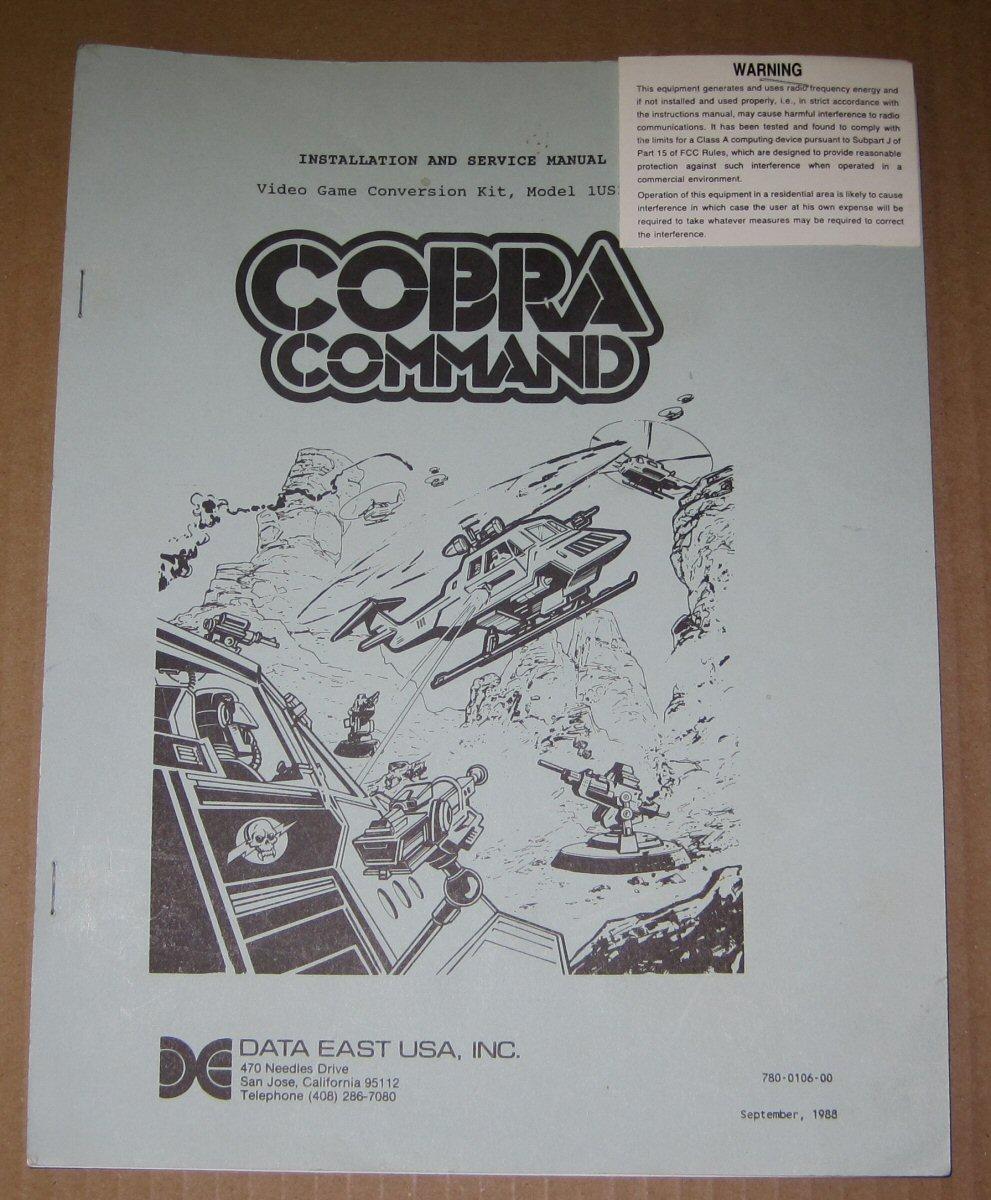 WARNING
This equipment generates and uses radio frequency energy and
if not installed and used properly, i.e., in strict accordance with
the instructions manual, may cause harmful interference to radio
communications. It has been tested and found to comply with
the limits for a Class A computing device pursuant to Subpart J of
Part 15 of FCC Rules, which are designed to provide reasonable
protection against such interference when operated in a
commercial environment.
Operation of this equipment in a residential area is likely to cause
interference in which case the user at his own expense will be
required to take whatever measures may be required to correct
the interference.
INSTALLATION AND SERVICE MANUAL
Video Game Conversion Kit, Model
COBRA
COMMAND
DATA EAST USA, INC.
470 Needles Drive
San Jose, California 95112
Telephone (408) 286-7080
780-0106-00
September, 1988